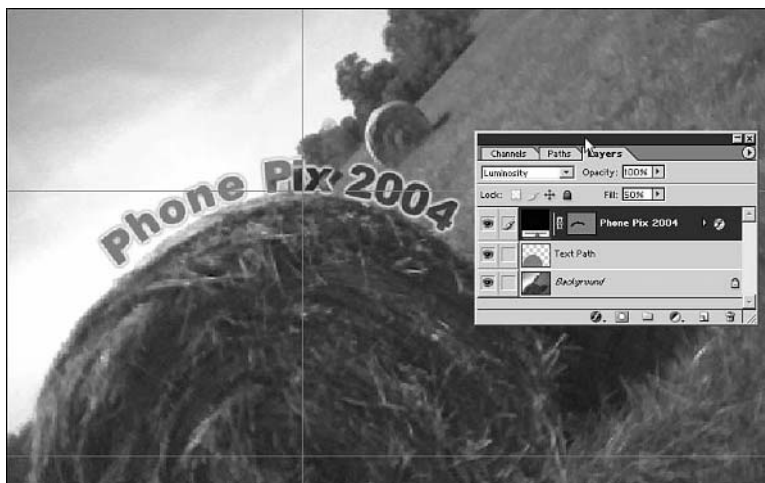 Phone Pix 2004
Channels Paths Layers
Luminosity Opacity: 100%
Lock: Fill: 50%
Phone Pix 2004
Text Path
Background